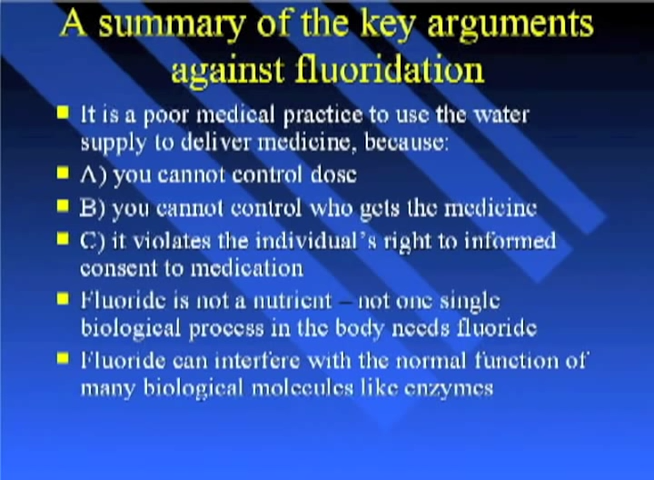 A summary of the key arguments
against fluoridation
It is a poor medical practice to use the water
supply to deliver medicine, because:
A) you cannot control dose
B) you cannot control who gets the medicine
C) it violates the individual's right to informed
consent to medication
Fluoride is not a nutrient – not one single
biological process in the body needs fluoride
Fluoride can interfere with the normal function of
many biological molecules like enzymes